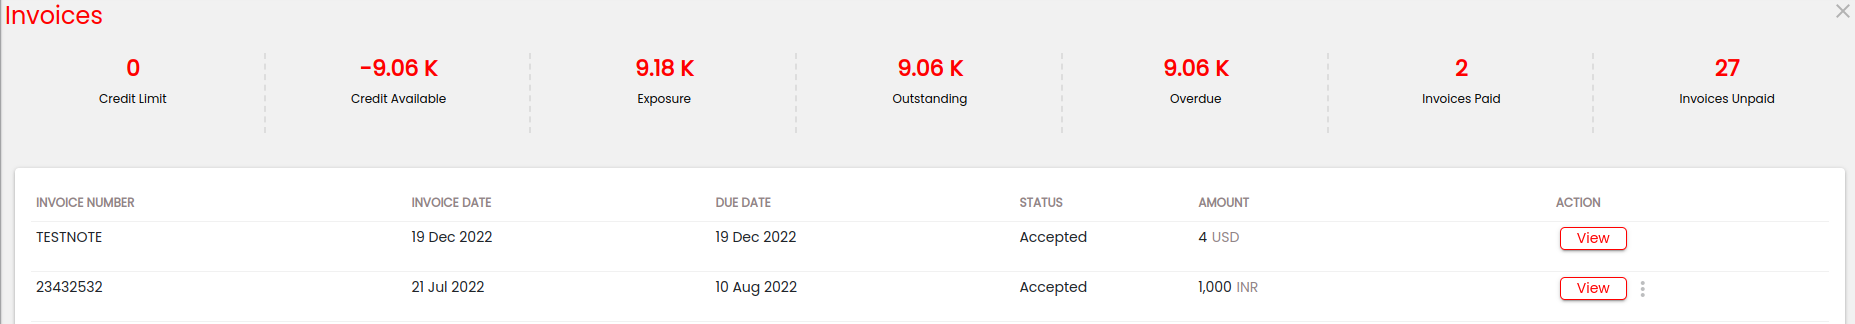 Invoices
0 -9.06 K 9.18 K 9.06 K 9.06 K 2 27
Credit Limit Credit Available Exposure Outstanding Overdue Invoices Paid Invoices Unpaid
INVOICE NUMBER INVOICE DATE DUE DATE STATUS AMOUNT ACTION
TESTNOTE 19 Dec 2022 19 Dec 2022 Accepted 4 USD View
23432532 21 Jul 2022 10 Aug 2022 Accepted 1,000 INR View